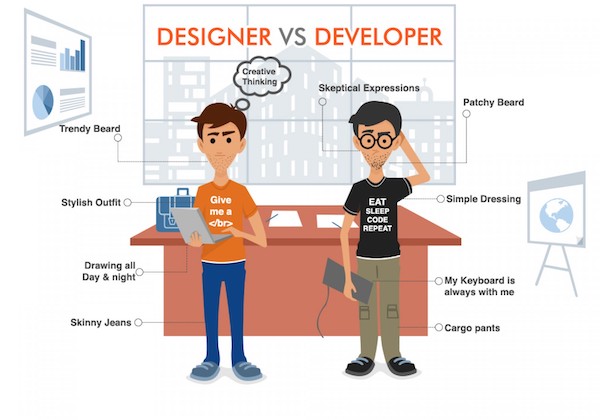 DESIGNER VS DEVELOPER
Creative
Thinking
Skeptical Expressions
Patchy Beard
Trendy Beard
Stylish Outfit
Give
me a
</br>
EAT
SLEEP
CODE
REPEAT
Simple Dressing
Drawing all
Day & night
My Keyboard is
always with me
Skinny Jeans
Cargo pants